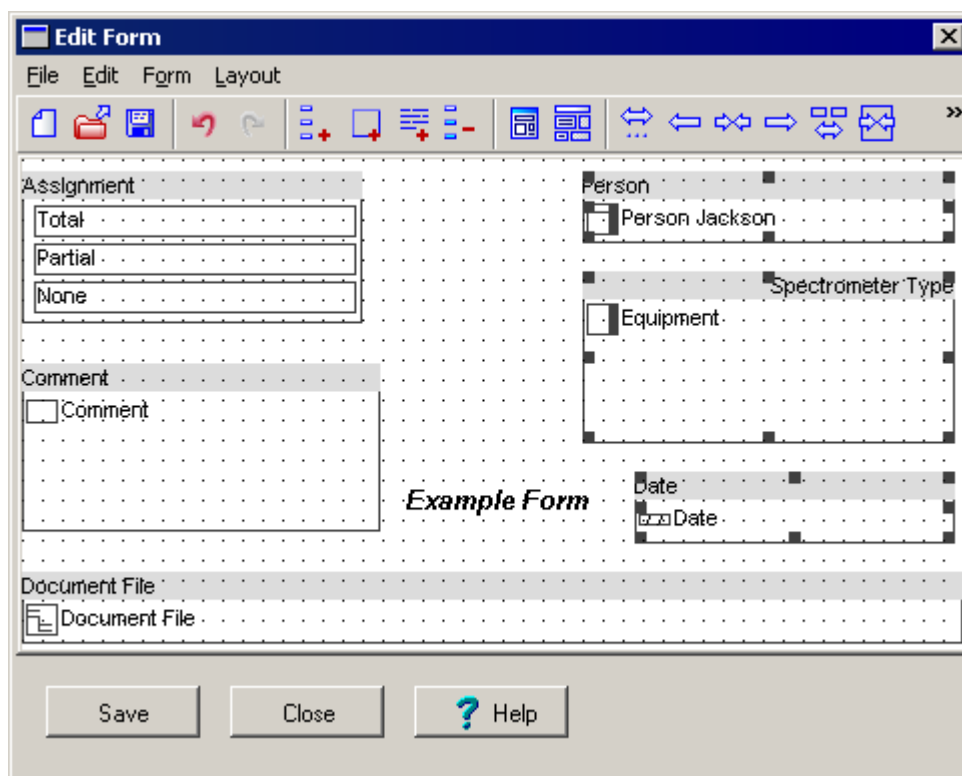 Edit Form
File Edit Form Layout
Assignment
Total
Partial
None
Person
Person Jackson
Spectrometer Type
Equipment
Comment
Comment
Example Form
Date
Date
Document File
Document File
Save Close ? Help